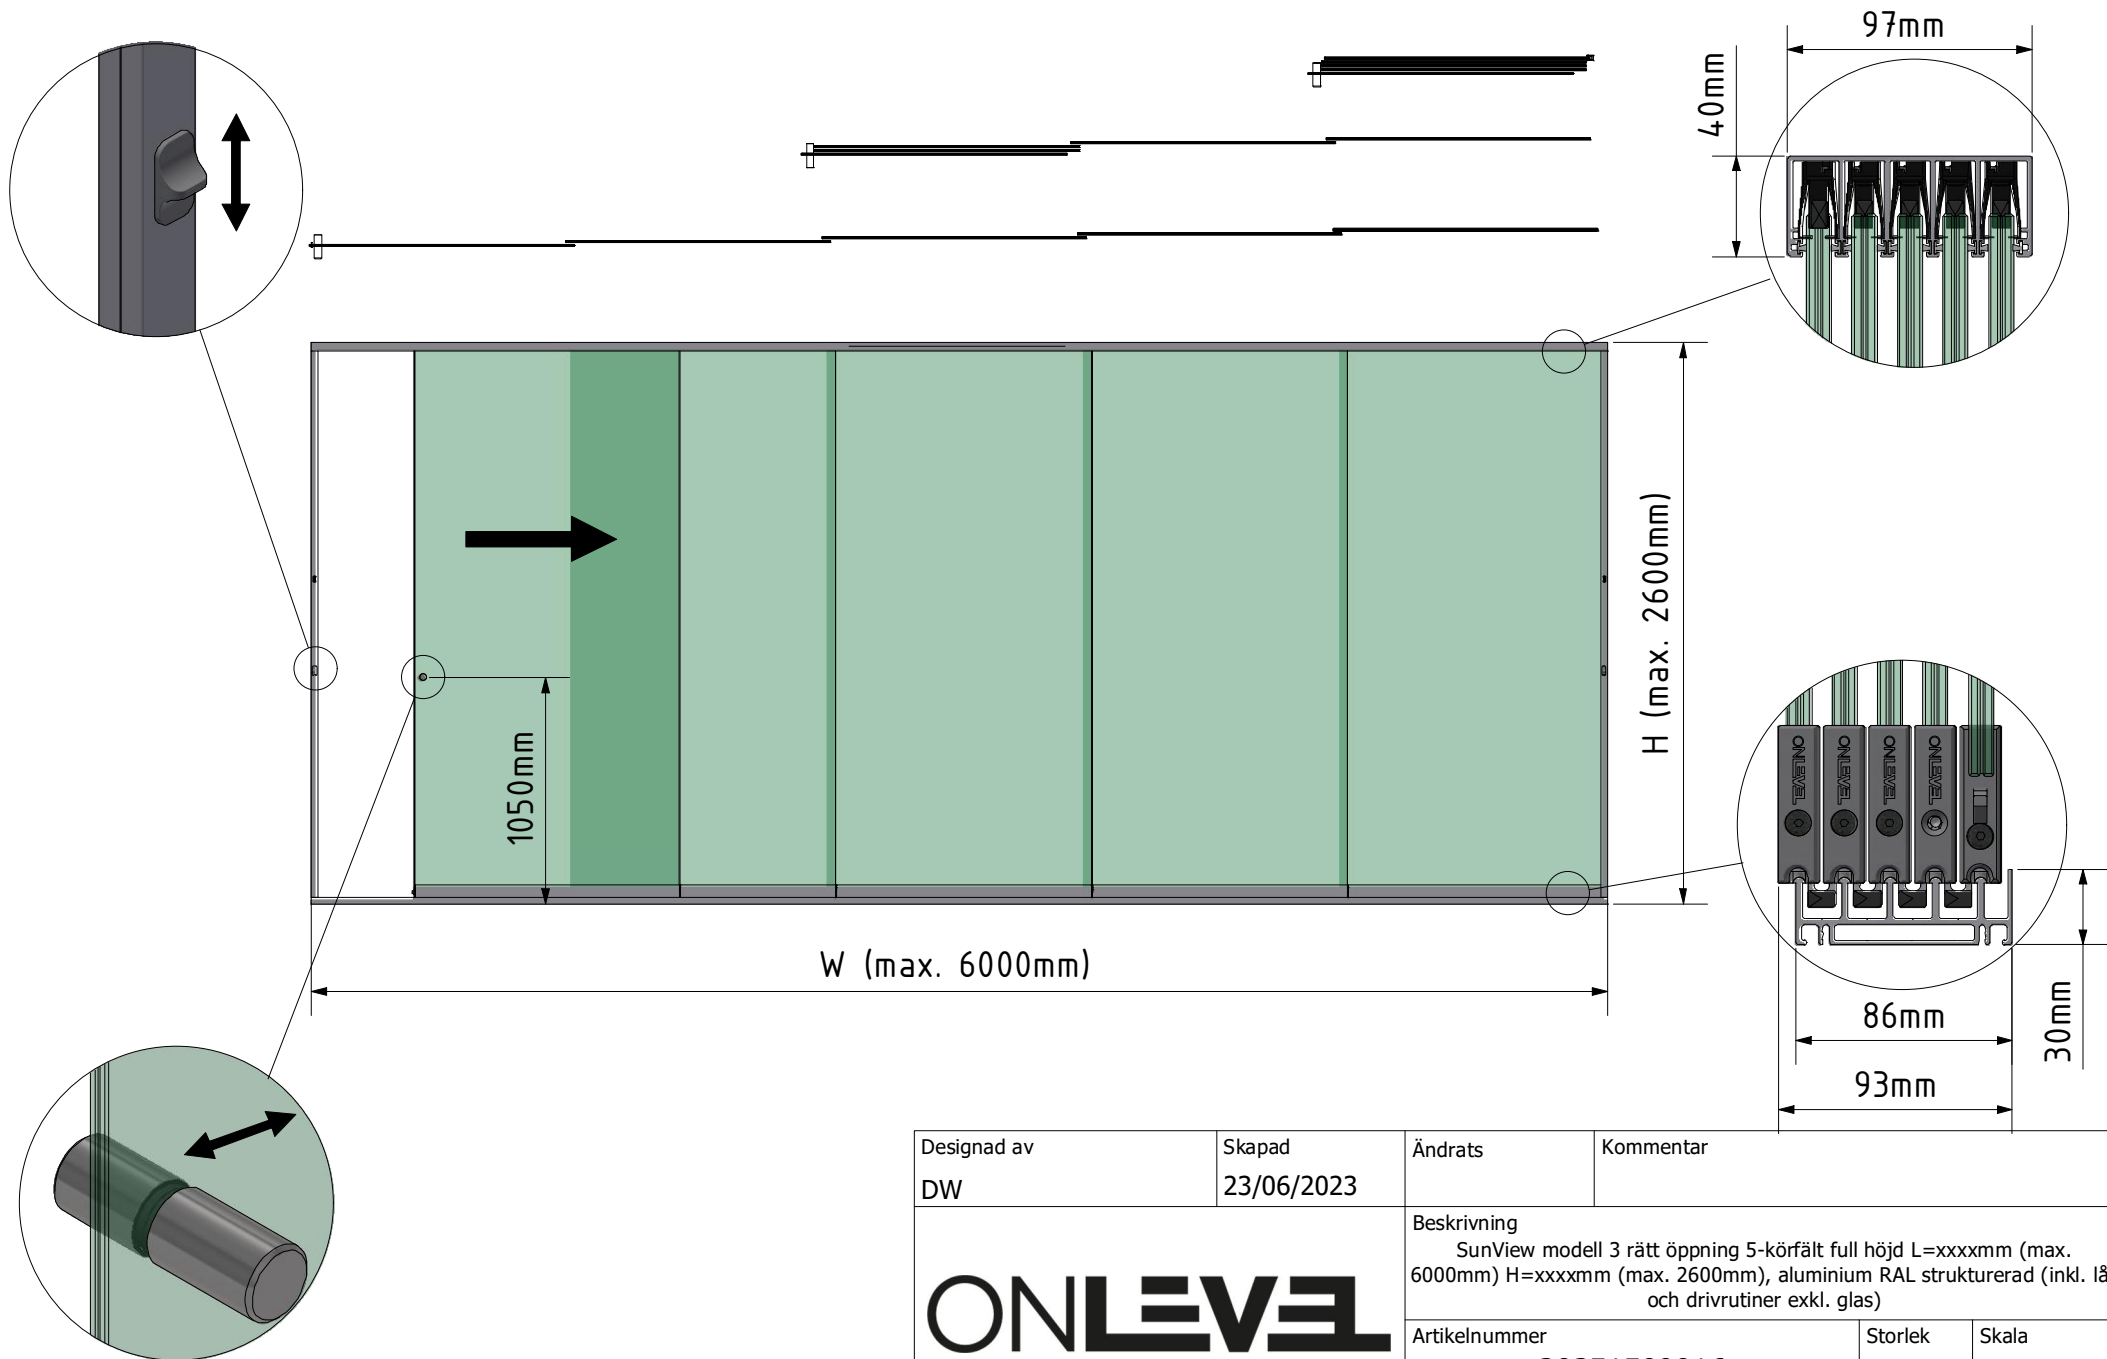 97mm
40mm
H (max. 2600mm)
1050mm
W (max. 6000mm)
ONLEVEL
ONLEVEL
ONLEVEL
ONLEVEL
86mm
30mm
93mm
Designad av
DW
Skapad
23/06/2023
Ändrats
Kommentar
ONLEVEL
Beskrivning
SunView modell 3 rätt öppning 5-körfält full höjd L=xxxxmm (max.
6000mm) H=xxxxmm (max. 2600mm), aluminium RAL strukturerad (inkl.
och drivrutiner exkl. glas)
Artikelnummer
Storlek
Skala